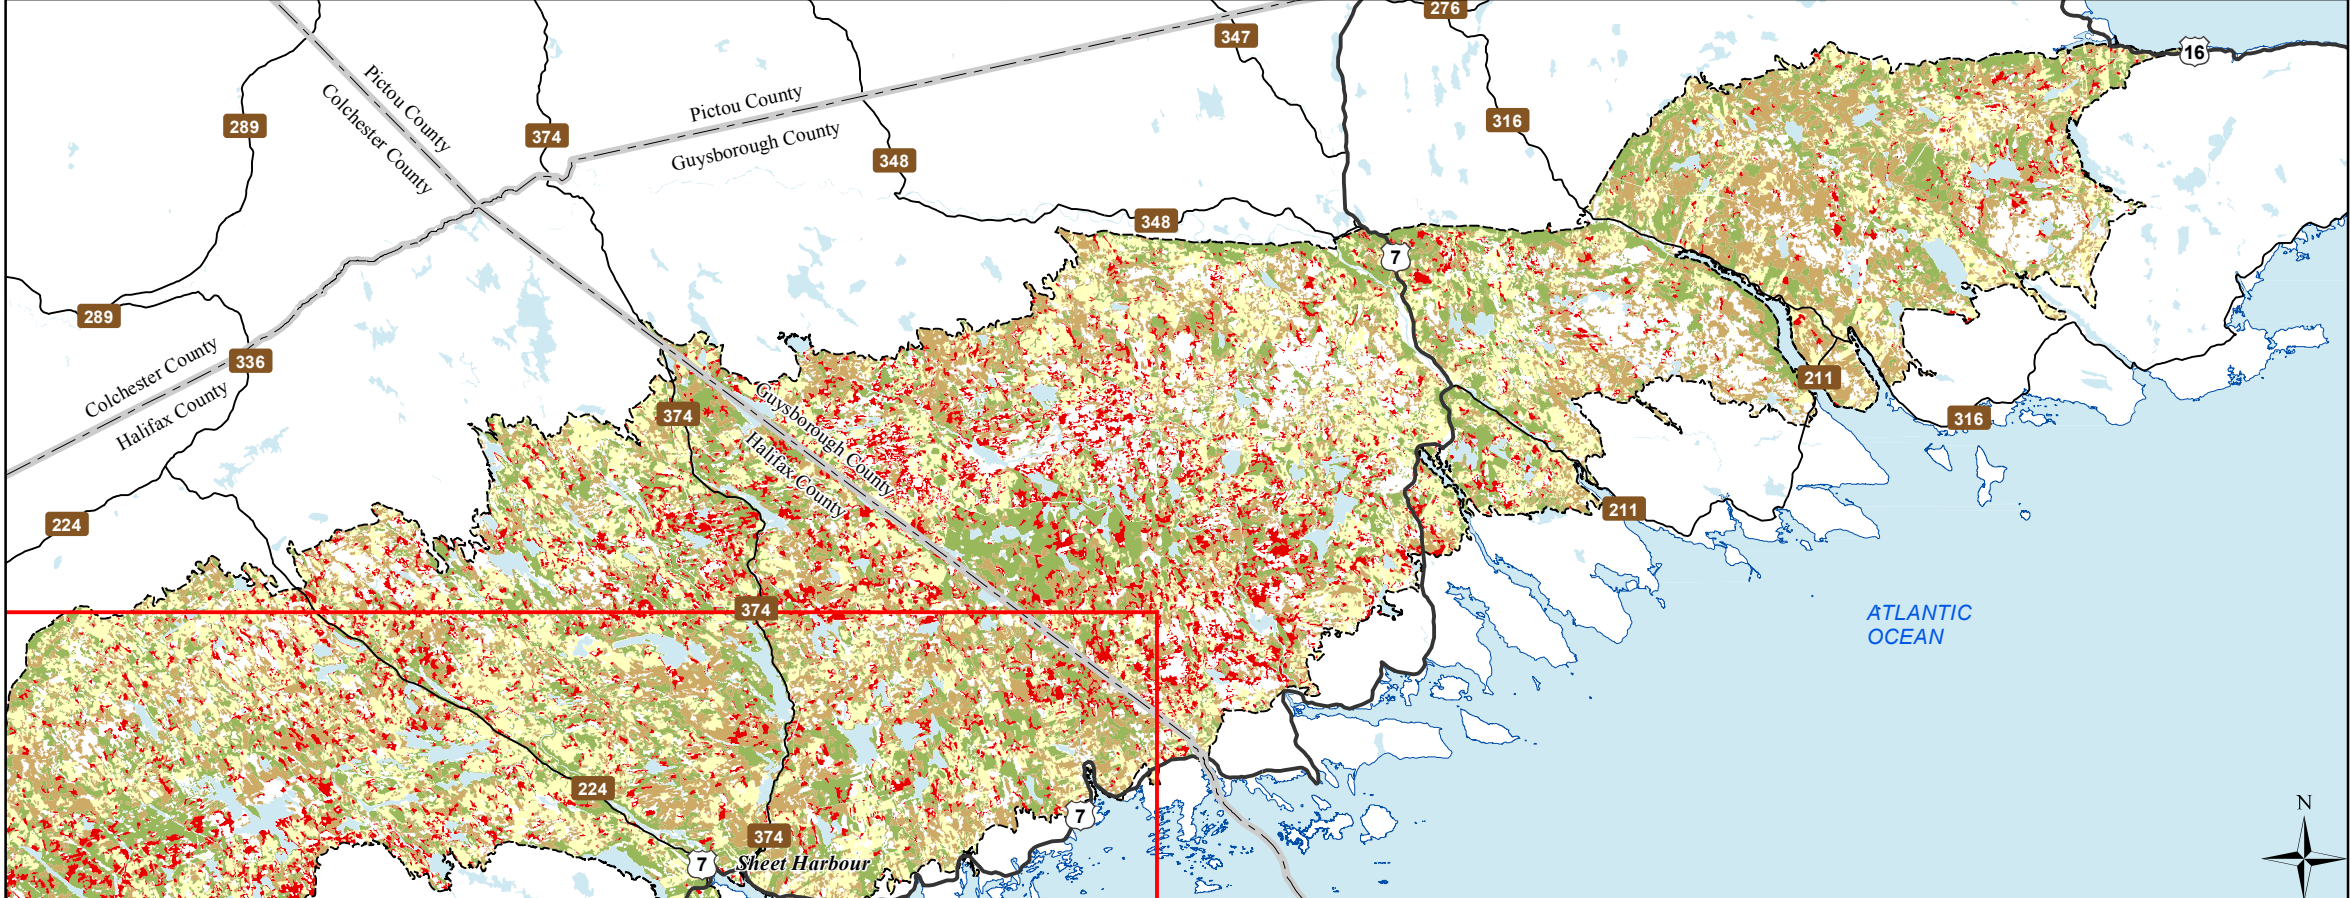 276
347
16
Pictou County
Colchester County
289
374
Pictou County
Guysborough County
316
348
348
7
289
336
Colchester County
Halifax County
374
Guysborough County
Halifax County
211
316
224
211
374
ATLANTIC
OCEAN
224
7
374
7
Sheet Harbour
N